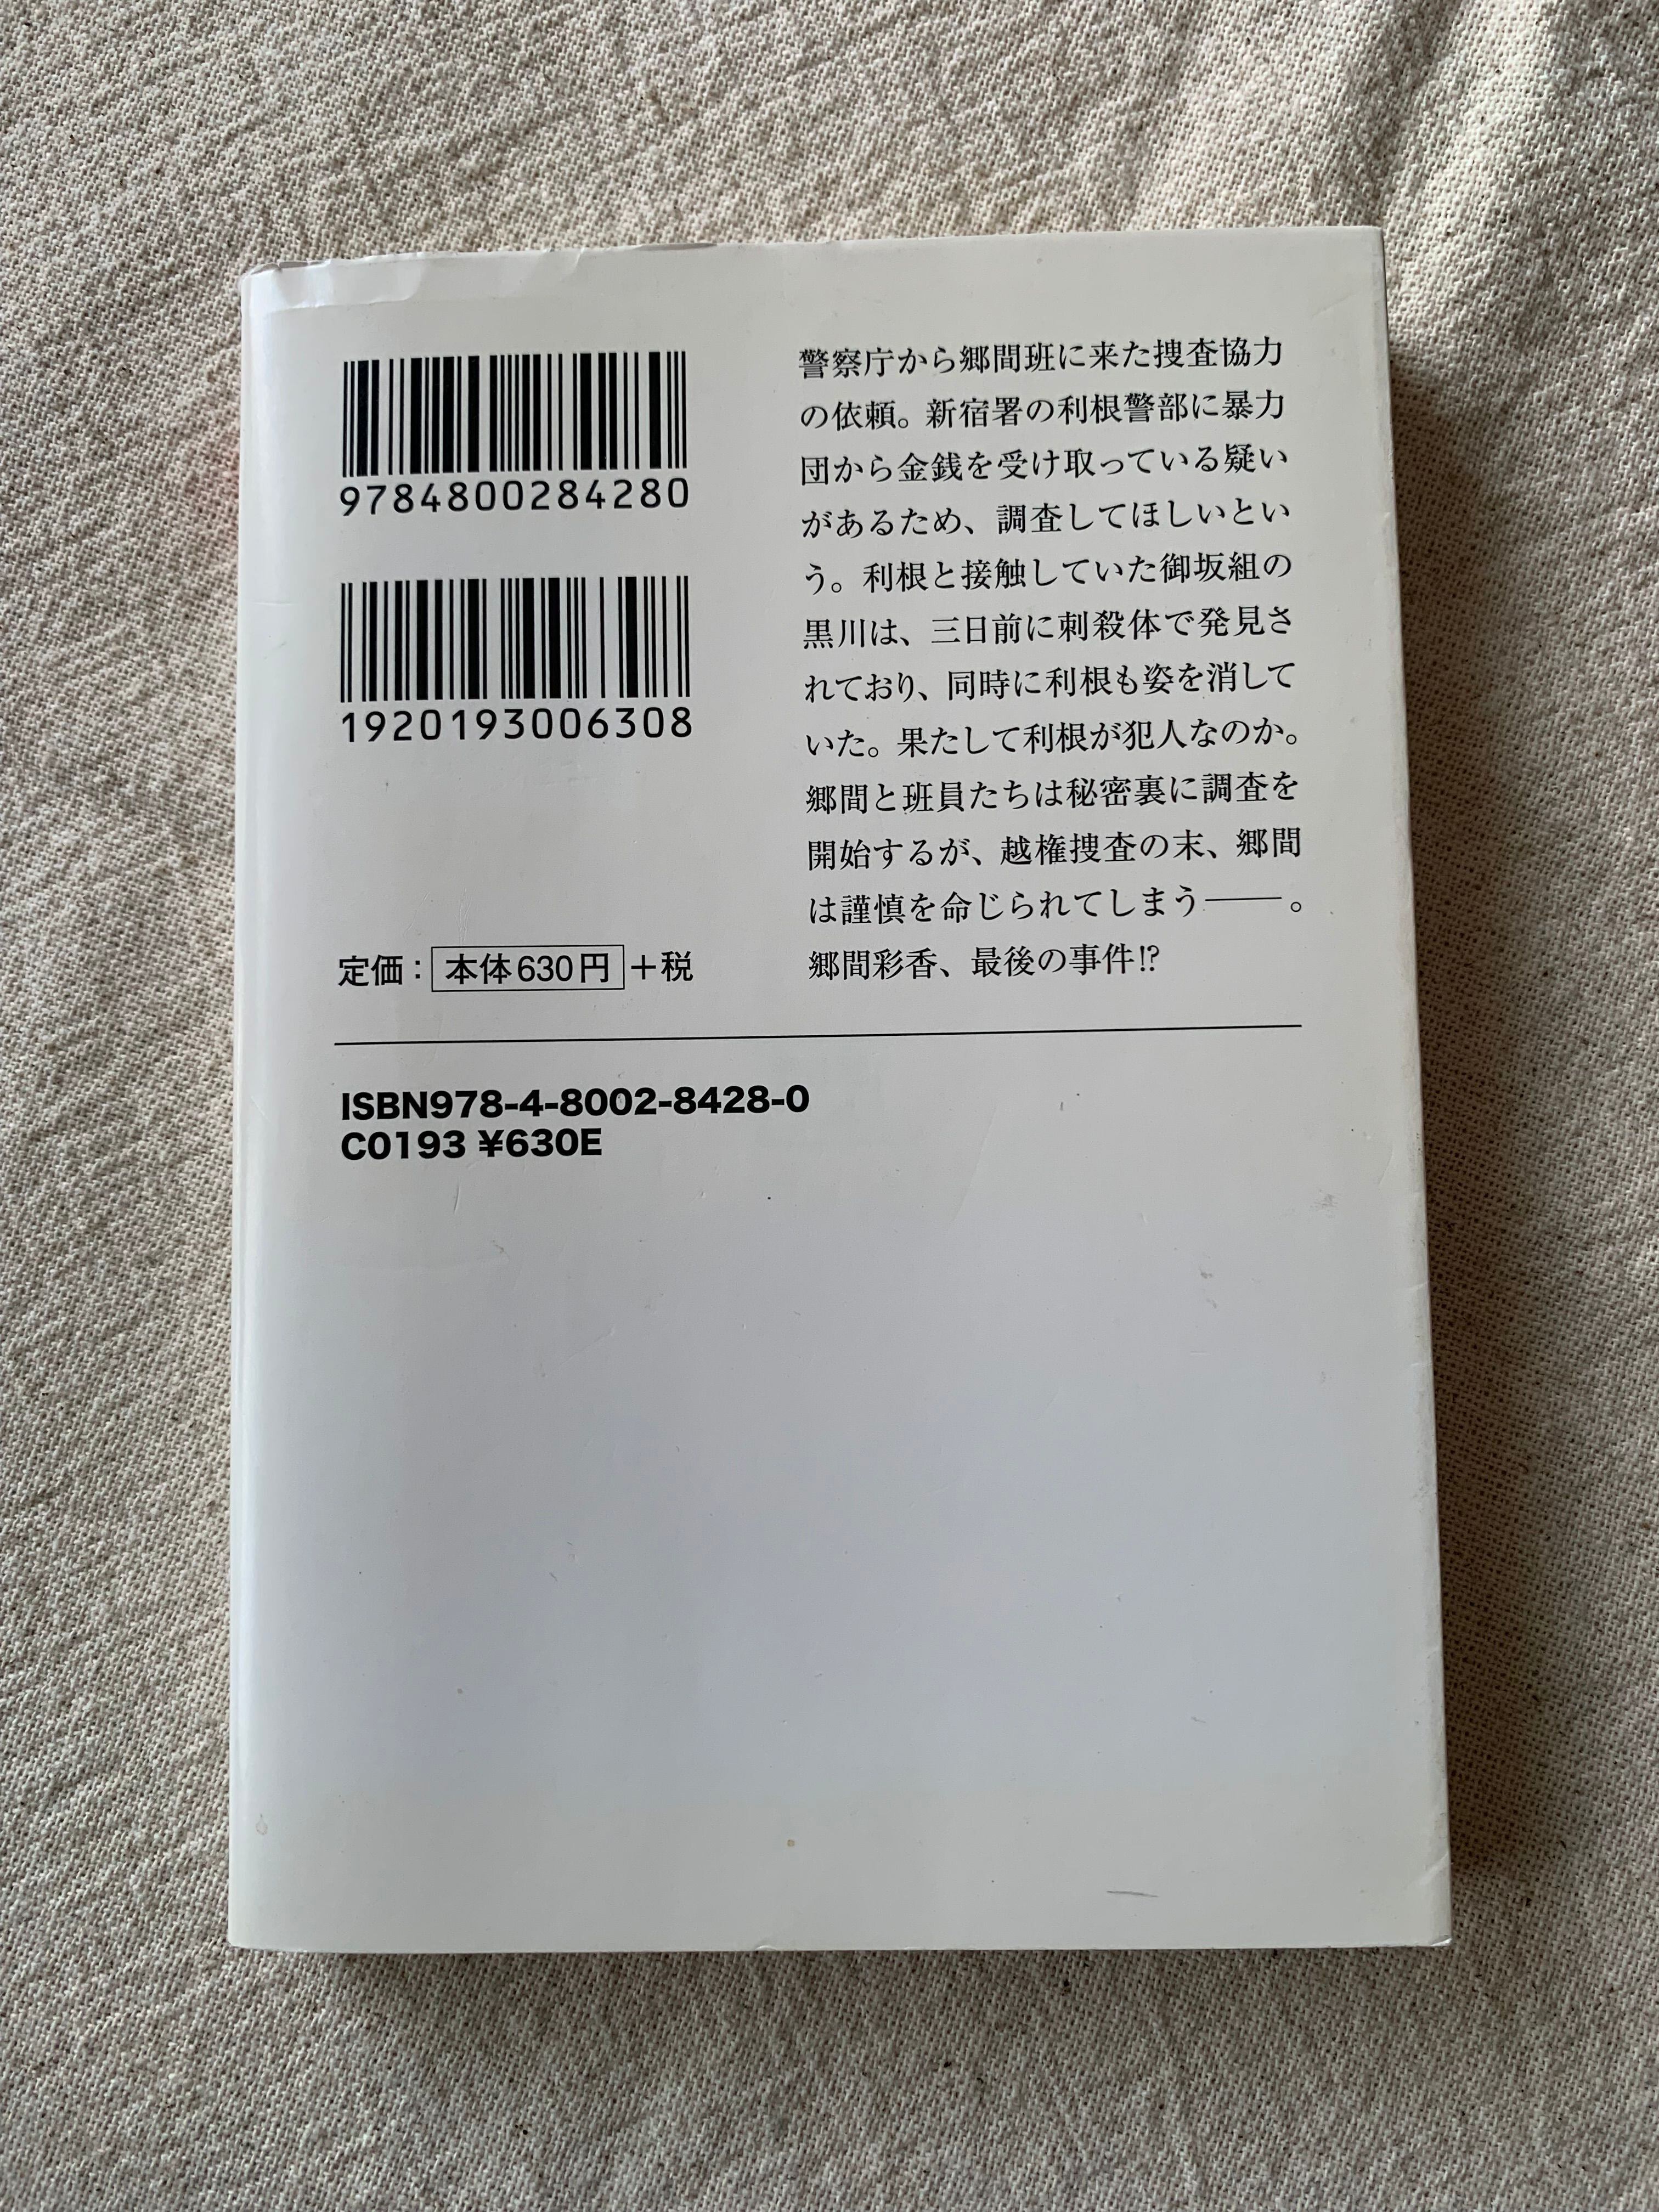 9784800284280
1920193006308
定価：本体630円＋税
警察庁から郷間班に来た捜査協力
の依頼。新宿署の利根警部に暴力
団から金銭を受け取っている疑い
があるため、調査してほしいとい
う。利根と接触していた御坂組の
黒川は、三日前に刺殺体で発見さ
れており、同時に利根も姿を消して
いた。果たして利根が犯人なのか。
郷間と班員たちは秘密裏に調査を
開始するが、越権捜査の末、郷間
は謹慎を命じられてしまう――。
郷間彩香、最後の事件⁉
ISBN978-4-8002-8428-0
C0193 ¥630E